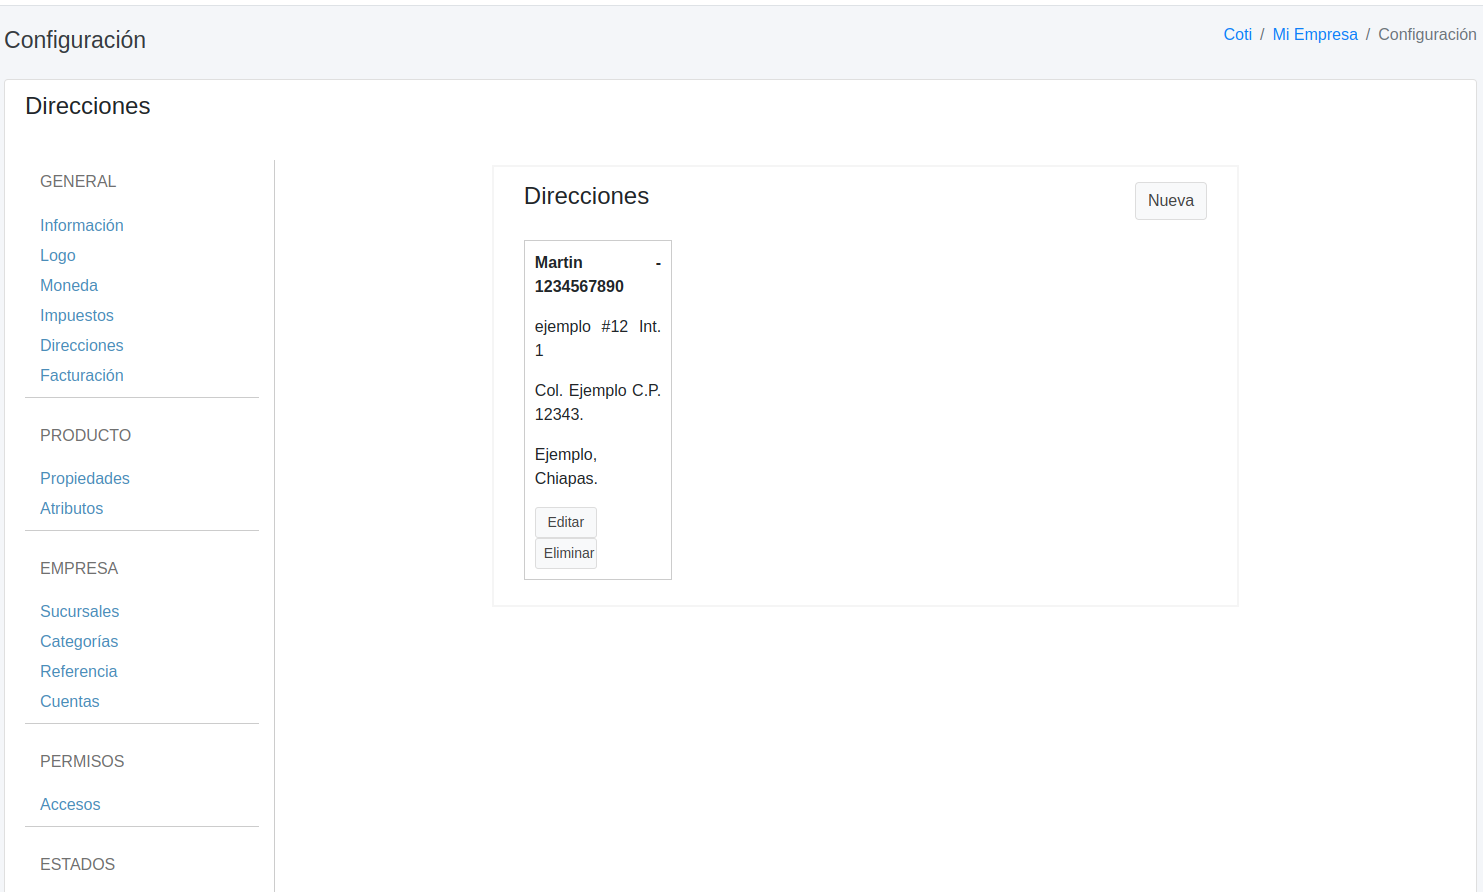 Configuración
Coti / Mi Empresa / Configuración
Direcciones
GENERAL
Información
Logo
Moneda
Impuestos
Direcciones
Facturación
PRODUCTO
Propiedades
Atributos
EMPRESA
Sucursales
Categorías
Referencia
Cuentas
PERMISOS
Accesos
ESTADOS
Direcciones
Nueva
Martin -
1234567890
ejemplo #12 Int.
1
Col. Ejemplo C.P.
12343.
Ejemplo,
Chiapas.
Editar
Eliminar